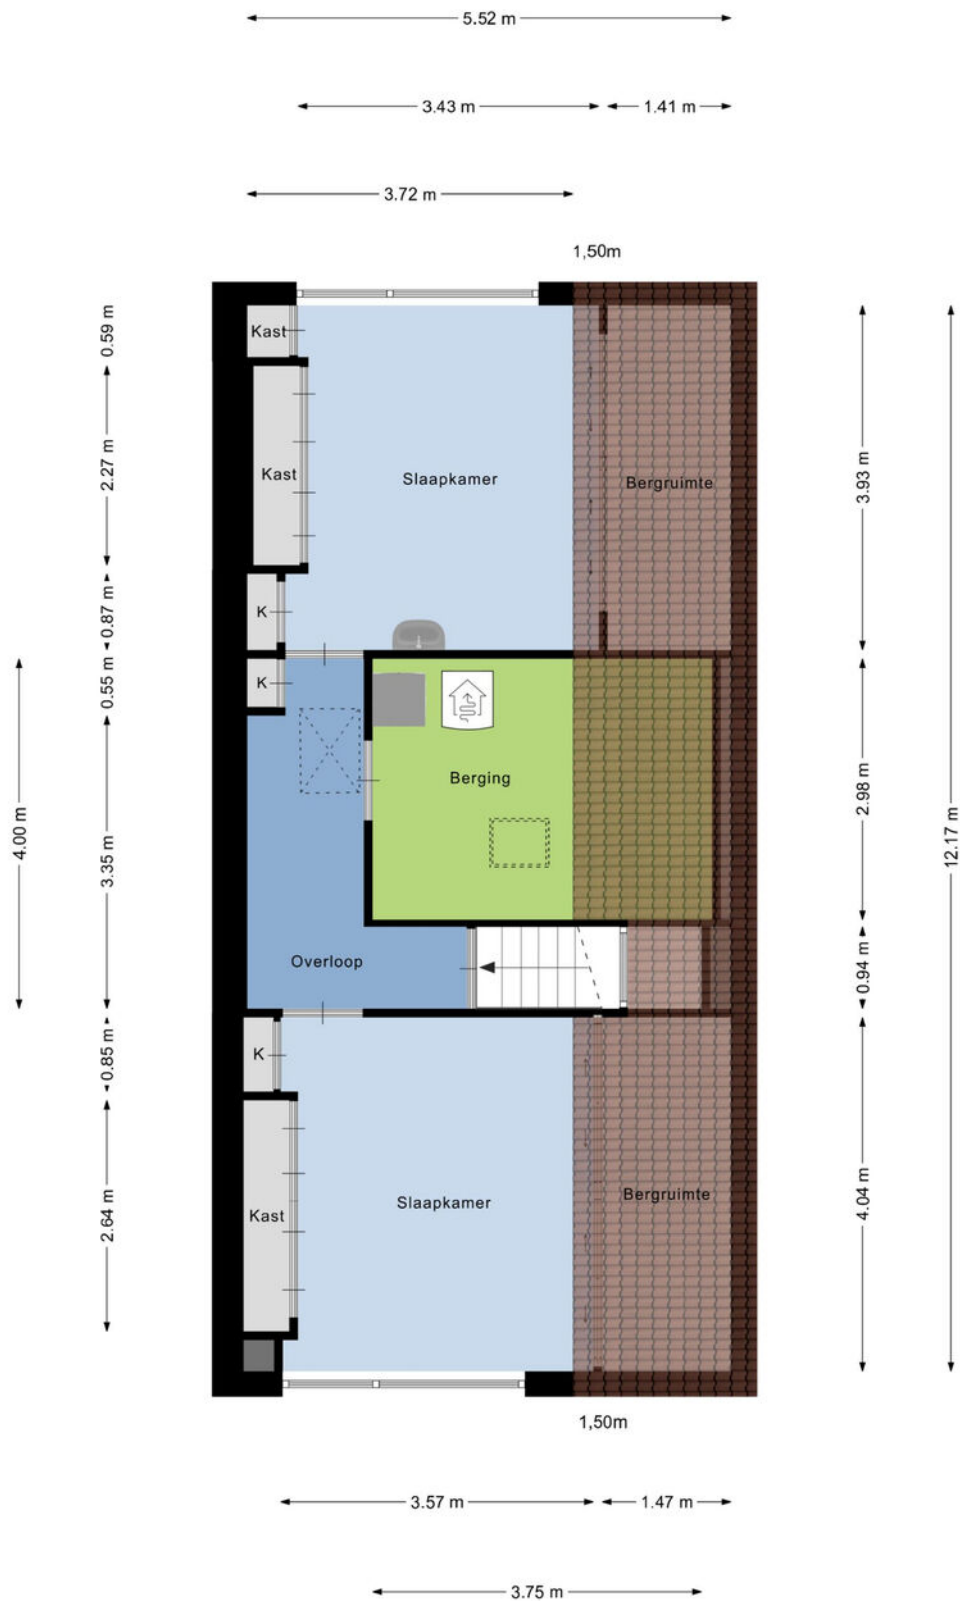 5.52 m
3.43 m
1.41 m
3.72 m
1,50m
0.59 m
2.27 m
0.87 m
0.55 m
3.35 m
4.00 m
0.85 m
2.64 m
Kast
Kast
Slaapkamer
Bergruimte
K
K
Berging
Overloop
K
Kast
Slaapkamer
Bergruimte
3.93 m
2.98 m
0.94 m
4.04 m
12.17 m
1,50m
3.57 m
1.47 m
3.75 m